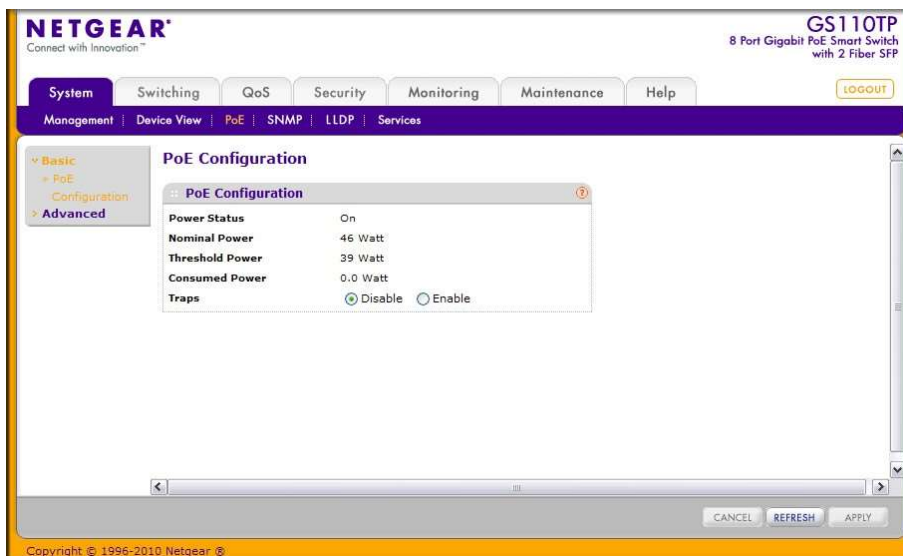 NETGEAR®
Connect with Innovation™
GS110TP
8 Port Gigabit PoE Smart Switch
with 2 Fiber SFP
System Switching QoS Security Monitoring Maintenance Help LOGOUT
Management Device View PoE SNMP LLDP Services
Basic
PoE
Configuration
Advanced
PoE Configuration
PoE Configuration ?
Power Status On
Nominal Power 46 Watt
Threshold Power 39 Watt
Consumed Power 0.0 Watt
Traps Disable Enable
CANCEL REFRESH APPLY
Copyright © 1996-2010 Netgear ®